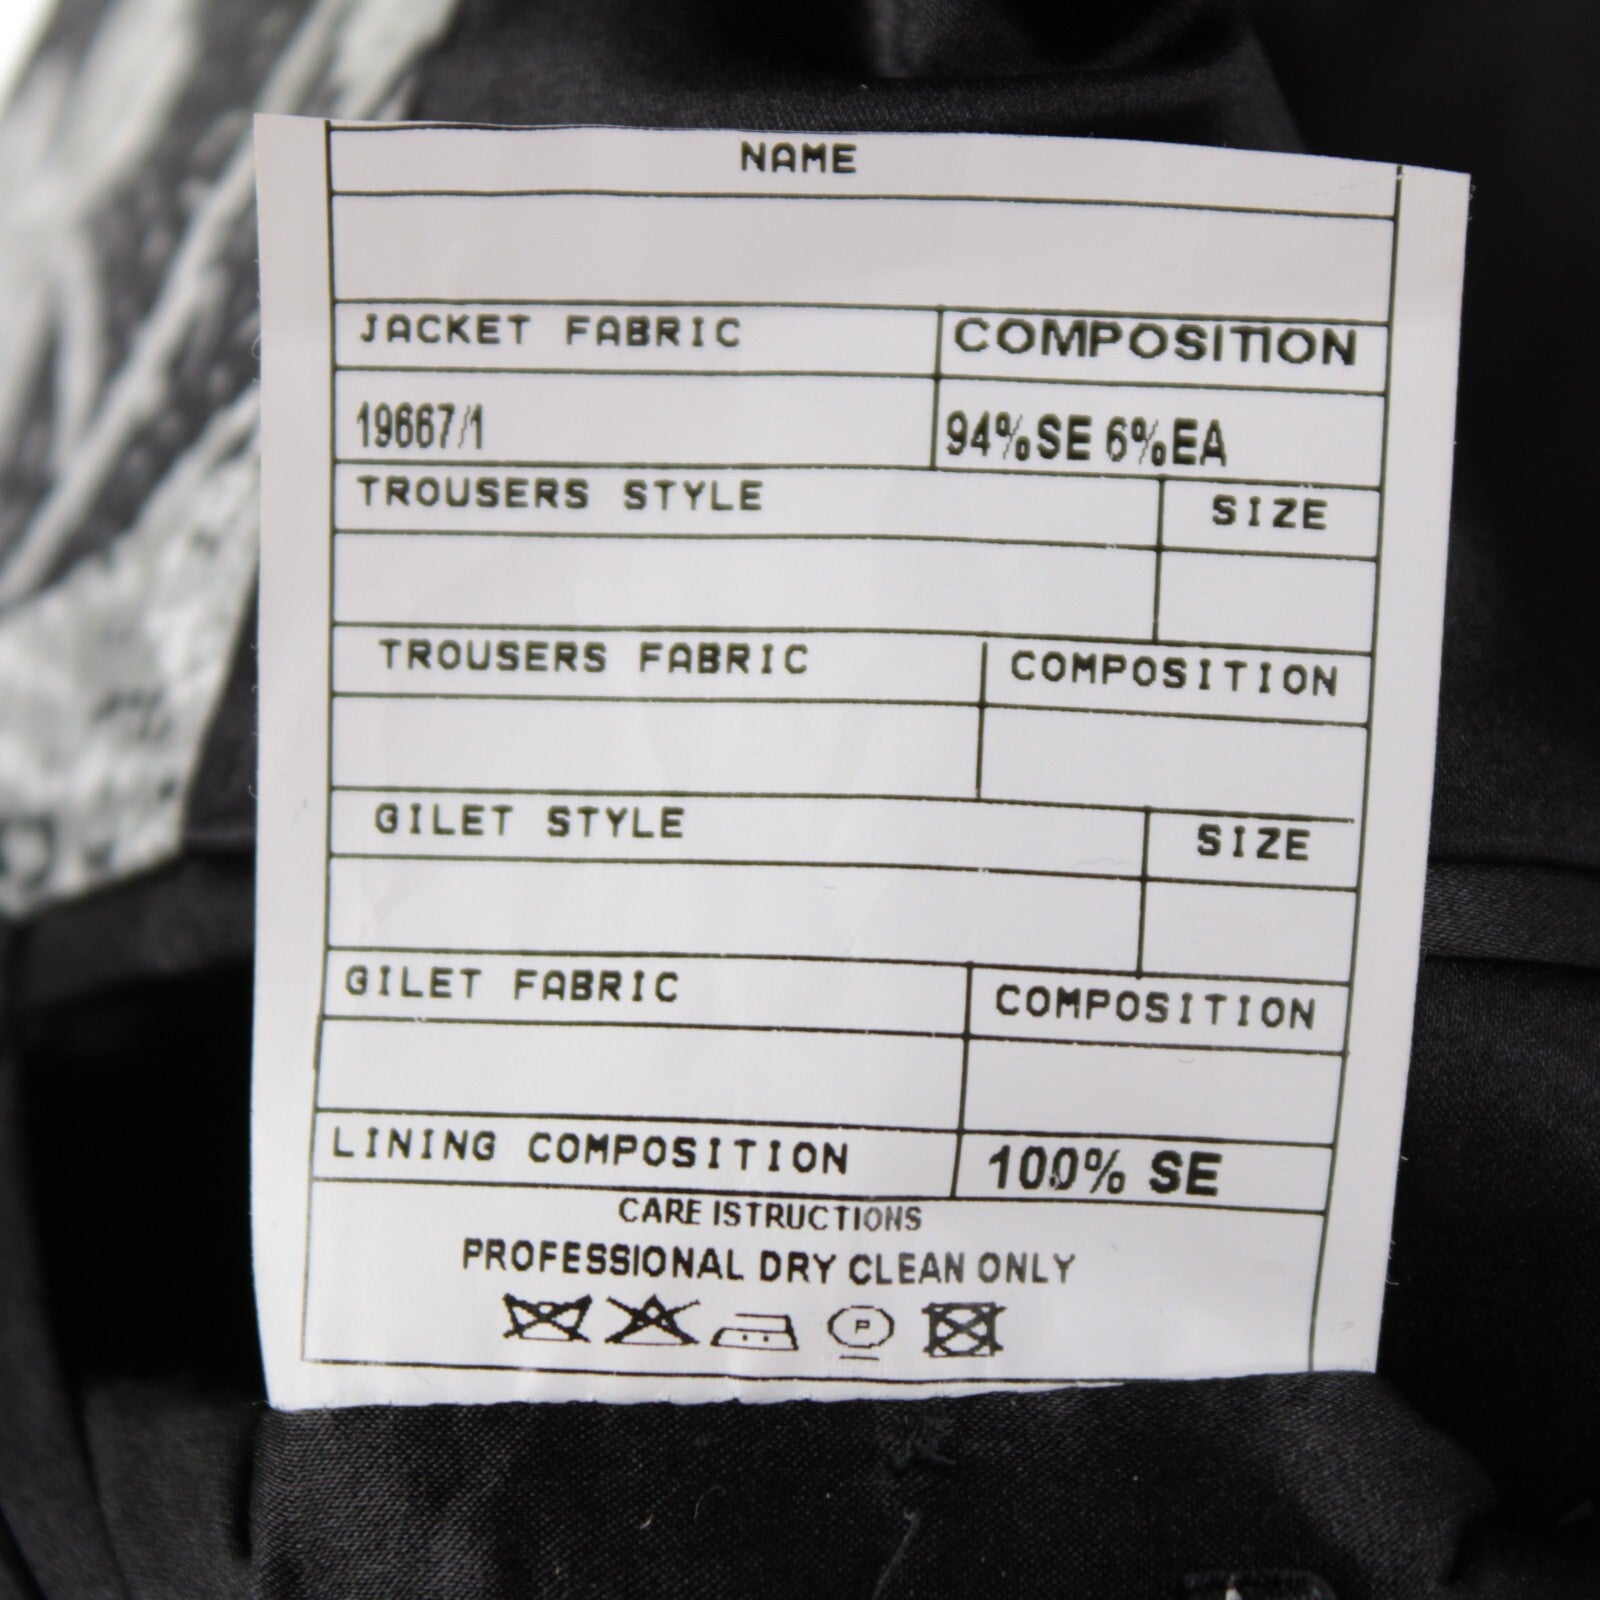 NAME
JACKET FABRIC COMPOSITION
19667/1 94%SE 6%EA
TROUSERS STYLE SIZE
TROUSERS FABRIC COMPOSITION
GILET STYLE SIZE
GILET FABRIC COMPOSITION
LINING COMPOSITION 100% SE
CARE ISTRUCTIONS
PROFESSIONAL DRY CLEAN ONLY
P